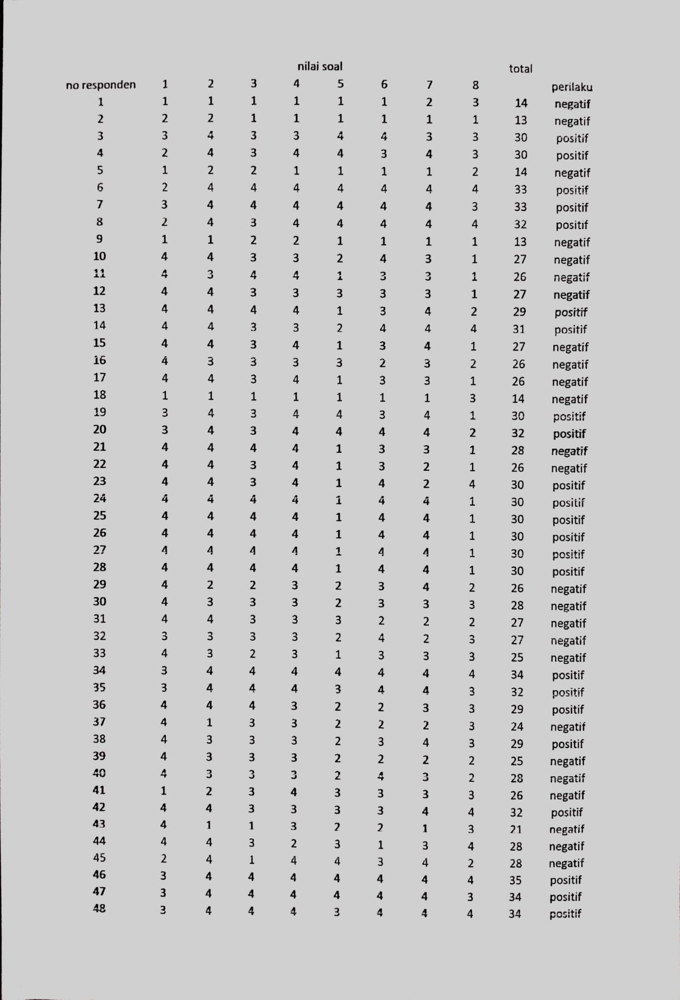 nilai soal total
no responden 1 2 3 4 5 6 7 8 perilaku
1 1 1 1 1 1 1 2 3 14 negatif
2 2 2 1 1 1 1 1 1 13 negatif
3 3 4 3 3 4 4 3 3 30 positif
4 2 4 3 4 4 3 4 3 30 positif
5 1 2 2 1 1 1 1 2 14 negatif
6 2 4 4 4 4 4 4 4 33 positif
7 3 4 4 4 4 4 4 3 33 positif
8 2 4 3 4 4 4 4 4 32 positif
9 1 1 2 2 1 1 1 1 13 negatif
10 4 4 3 3 2 4 3 1 27 negatif
11 4 3 4 4 1 3 3 1 26 negatif
12 4 4 3 3 3 3 3 1 27 negatif
13 4 4 4 4 1 3 4 2 29 positif
14 4 4 3 3 2 4 4 4 31 positif
15 4 4 3 4 1 3 4 1 27 negatif
16 4 3 3 3 3 2 3 2 26 negatif
17 4 4 3 4 1 3 3 1 26 negatif
18 1 1 1 1 1 1 1 3 14 negatif
19 3 4 3 4 4 3 4 1 30 positif
20 3 4 3 4 4 4 4 2 32 positif
21 4 4 4 4 1 3 3 1 28 negatif
22 4 4 3 4 1 3 2 1 26 negatif
23 4 4 3 4 1 4 2 4 30 positif
24 4 4 4 4 1 4 4 1 30 positif
25 4 4 4 4 1 4 4 1 30 positif
26 4 4 4 4 1 4 4 1 30 positif
27 4 4 4 4 1 4 4 1 30 positif
28 4 4 4 4 1 4 4 1 30 positif
29 4 2 2 3 2 3 4 2 26 negatif
30 4 3 3 3 2 3 3 3 28 negatif
31 4 4 3 3 3 2 2 2 27 negatif
32 3 3 3 3 2 4 2 3 27 negatif
33 4 3 2 3 1 3 3 3 25 negatif
34 3 4 4 4 4 4 4 4 34 positif
35 3 4 4 4 3 4 4 3 32 positif
36 4 4 4 3 2 2 3 3 29 positif
37 4 1 3 3 2 2 2 3 24 negatif
38 4 3 3 3 2 3 4 3 29 positif
39 4 3 3 3 2 2 2 2 25 negatif
40 4 3 3 3 2 4 3 2 28 negatif
41 1 2 3 4 3 3 3 3 26 negatif
42 4 4 3 3 3 3 4 4 32 positif
43 4 1 1 3 2 2 1 3 21 negatif
44 4 4 3 2 3 1 3 4 28 negatif
45 2 4 1 4 4 3 4 2 28 negatif
46 3 4 4 4 4 4 4 4 35 positif
47 3 4 4 4 4 4 4 3 34 positif
48 3 4 4 4 3 4 4 4 34 positif